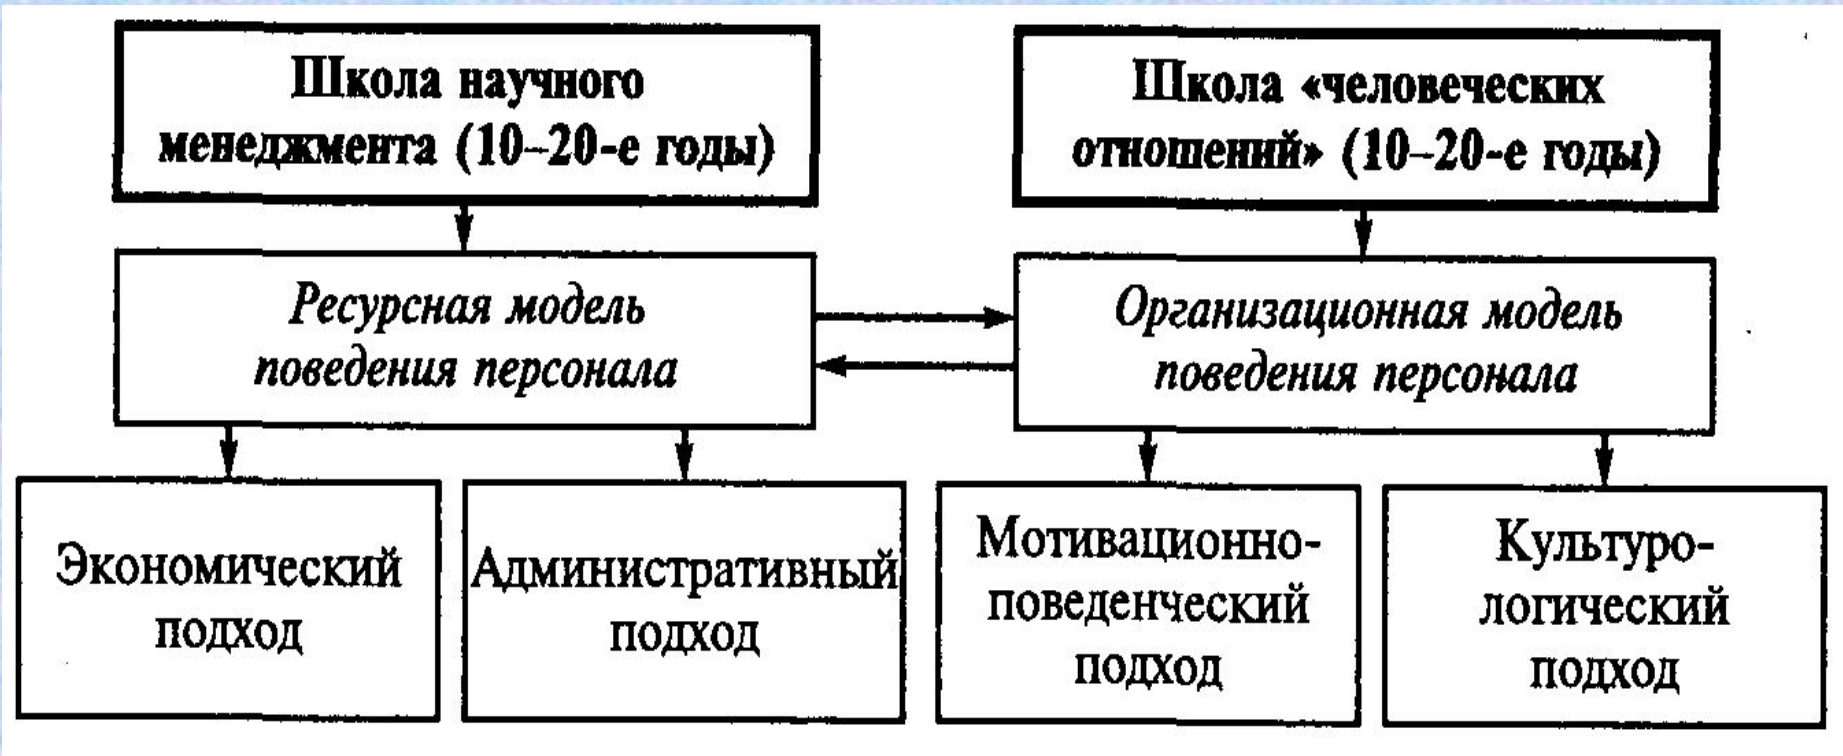 Школа научного
менеджмента (10–20-е годы)
Школа «человеческих
отношений» (10–20-е годы)
Ресурсная модель
поведения персонала
Организационная модель
поведения персонала
Экономический
подход
Административный
подход
Мотивационно-
поведенческий
подход
Культуро-
логический
подход